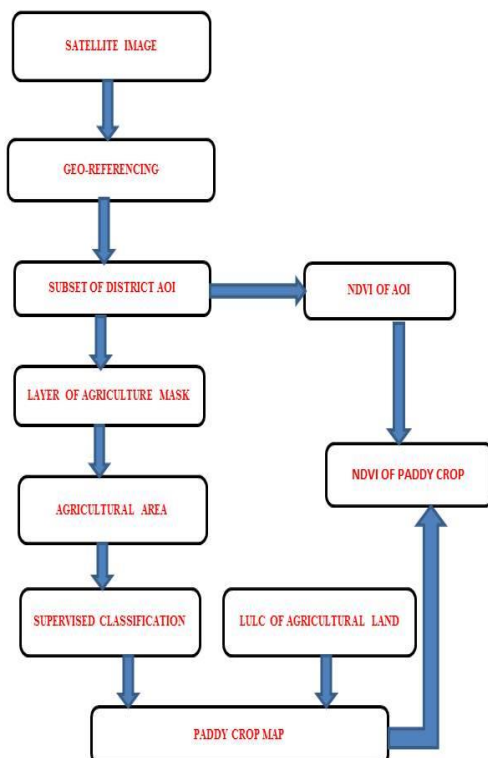 SATELLITE IMAGE
GEO-REFERENCING
SUBSET OF DISTRICT AOI
NDVI OF AOI
LAYER OF AGRICULTURE MASK
NDVI OF PADDY CROP
AGRICULTURAL AREA
SUPERVISED CLASSIFICATION
LULC OF AGRICULTURAL LAND
PADDY CROP MAP